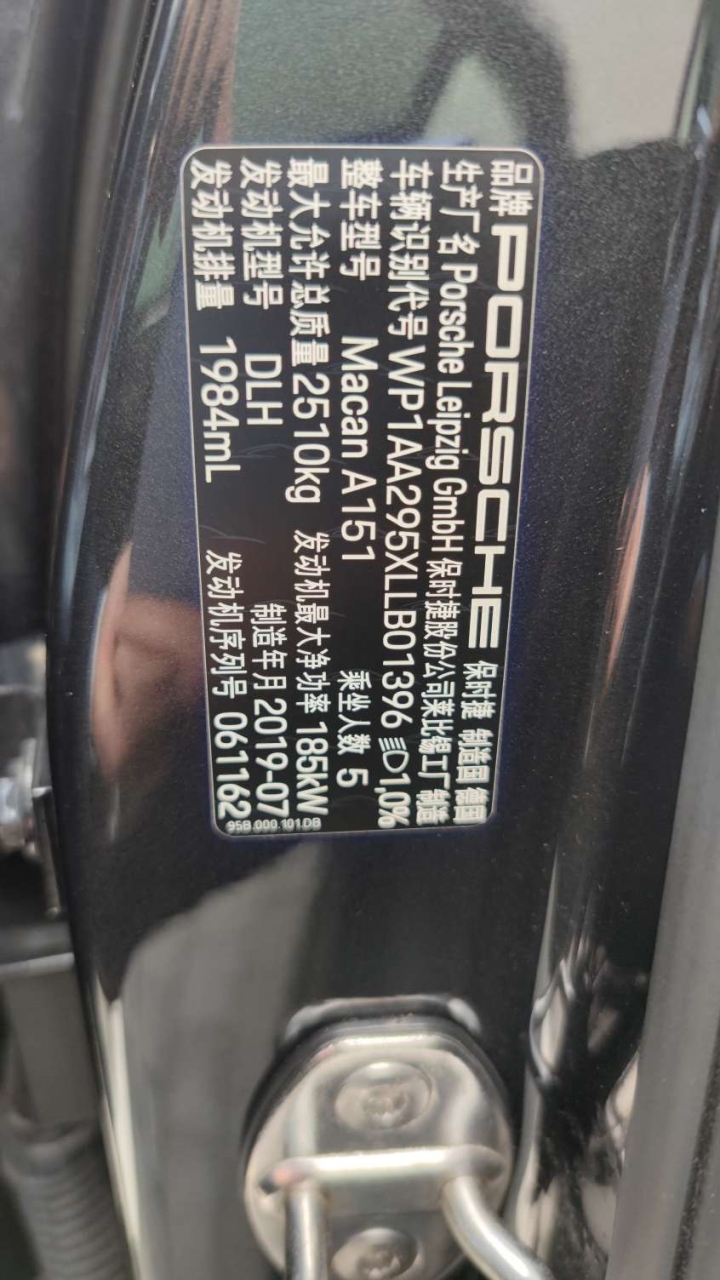 品牌 PORSCHE 保时捷 制造国 德国
生产厂名 Porsche Leipzig GmbH 保时捷股份公司莱比锡工厂 制造
车辆识别代号 WP1AA295XLLB01396 1,0%
整车型号 Macan A151 乘坐人数 5
最大允许总质量 2510kg 发动机最大净功率 185kW
发动机型号 DLH 制造年月 2019-07
发动机排量 1984mL 发动机序列号 061162
95B.000.101.DB